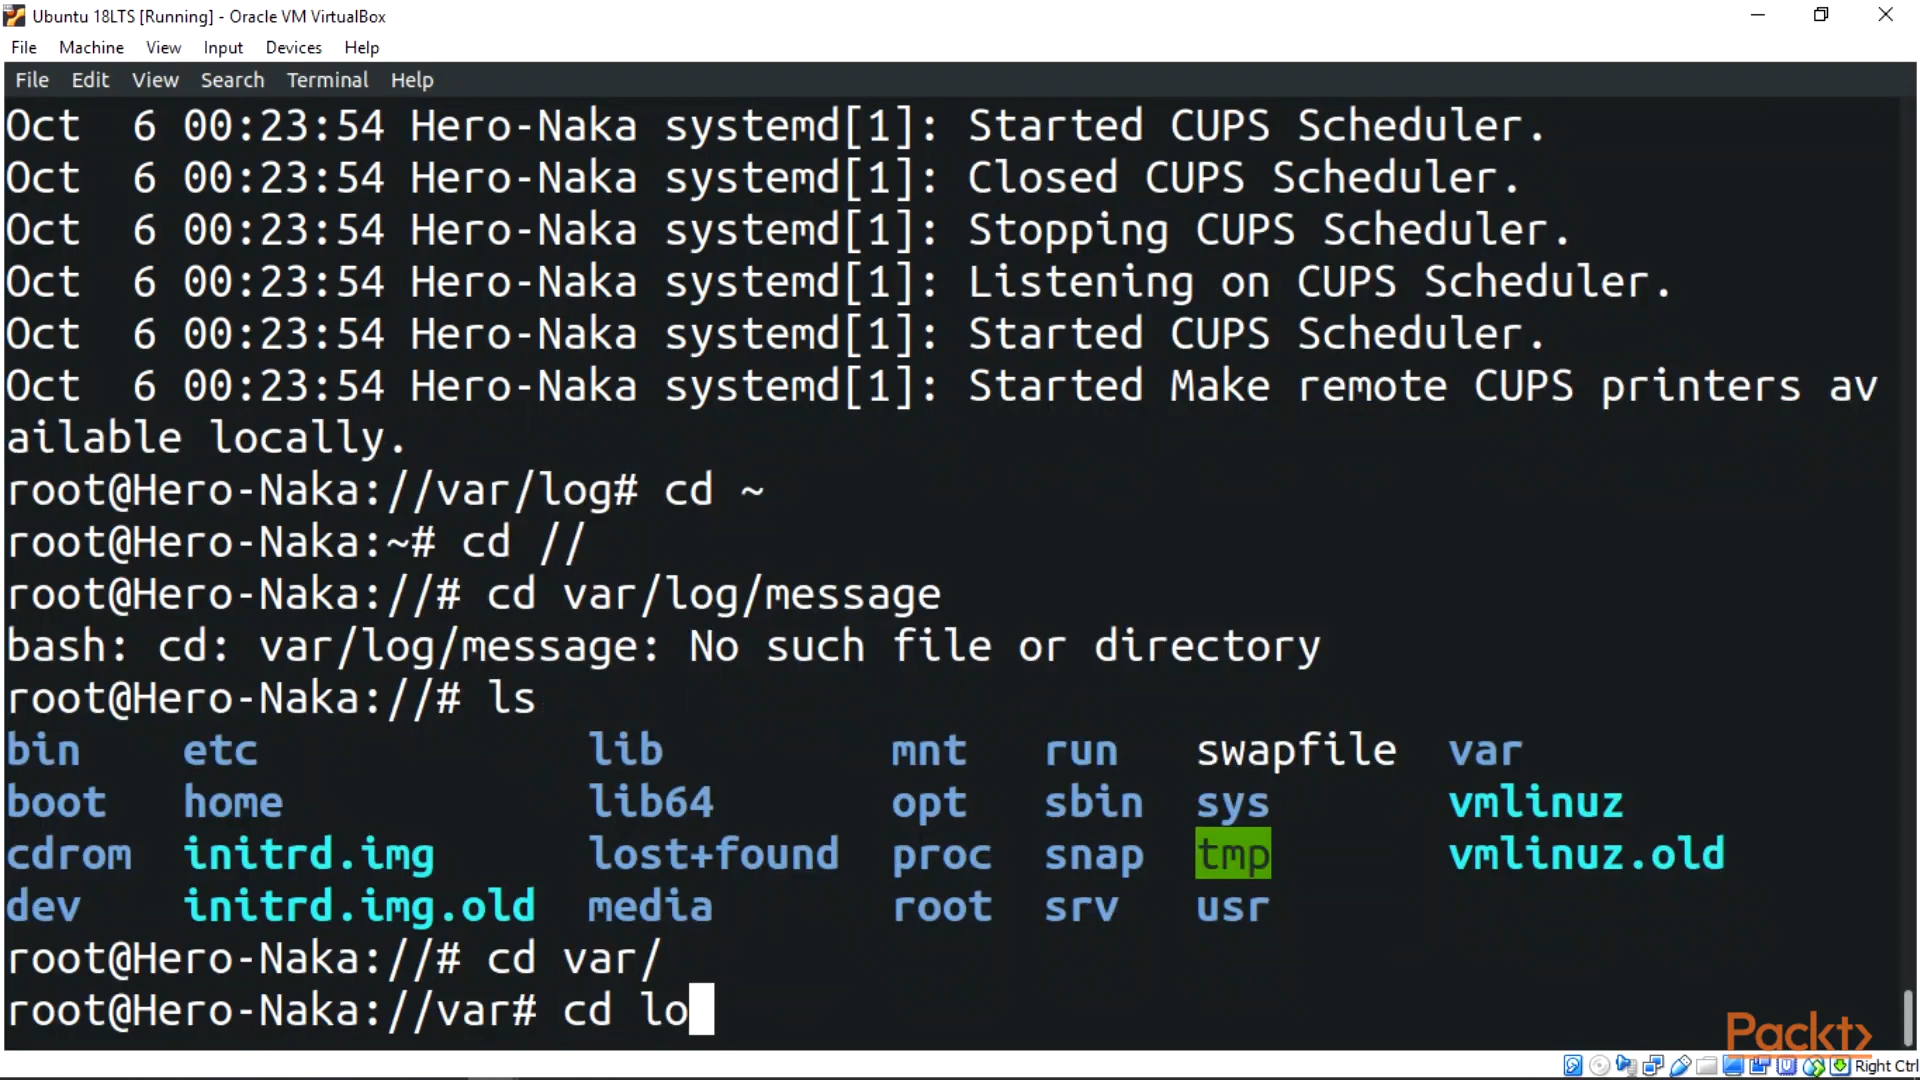 Ubuntu 18LTS [Running] - Oracle VM VirtualBox
File Machine View Input Devices Help
File Edit View Search Terminal Help
Oct  6 00:23:54 Hero-Naka systemd[1]: Started CUPS Scheduler.
Oct  6 00:23:54 Hero-Naka systemd[1]: Closed CUPS Scheduler.
Oct  6 00:23:54 Hero-Naka systemd[1]: Stopping CUPS Scheduler.
Oct  6 00:23:54 Hero-Naka systemd[1]: Listening on CUPS Scheduler.
Oct  6 00:23:54 Hero-Naka systemd[1]: Started CUPS Scheduler.
Oct  6 00:23:54 Hero-Naka systemd[1]: Started Make remote CUPS printers av
ailable locally.
root@Hero-Naka://var/log# cd ~
root@Hero-Naka:~# cd //
root@Hero-Naka://# cd var/log/message
bash: cd: var/log/message: No such file or directory
root@Hero-Naka://# ls
bin etc lib mnt run swapfile var
boot home lib64 opt sbin sys vmlinuz
cdrom initrd.img lost+found proc snap tmp vmlinuz.old
dev initrd.img.old media root srv usr
root@Hero-Naka://# cd var/
root@Hero-Naka://var# cd lo
Packt>
Right Ctrl